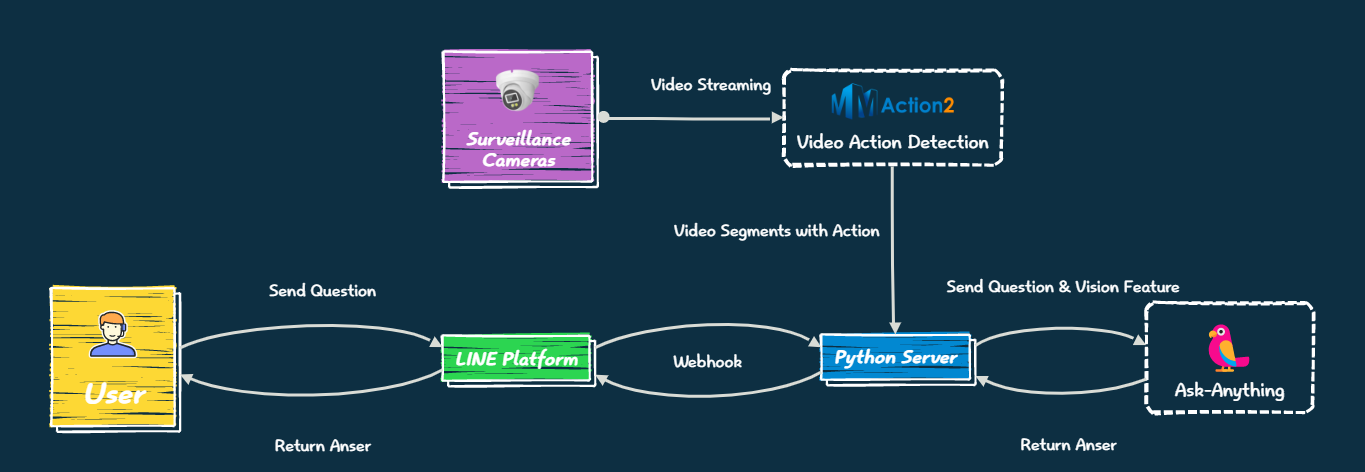 Video Streaming
MMAction2
Surveillance
Cameras
Video Action Detection
Video Segments with Action
Send Question
Send Question & Vision Feature
User
LINE Platform
Webhook
Python Server
Ask-Anything
Return Anser
Return Anser